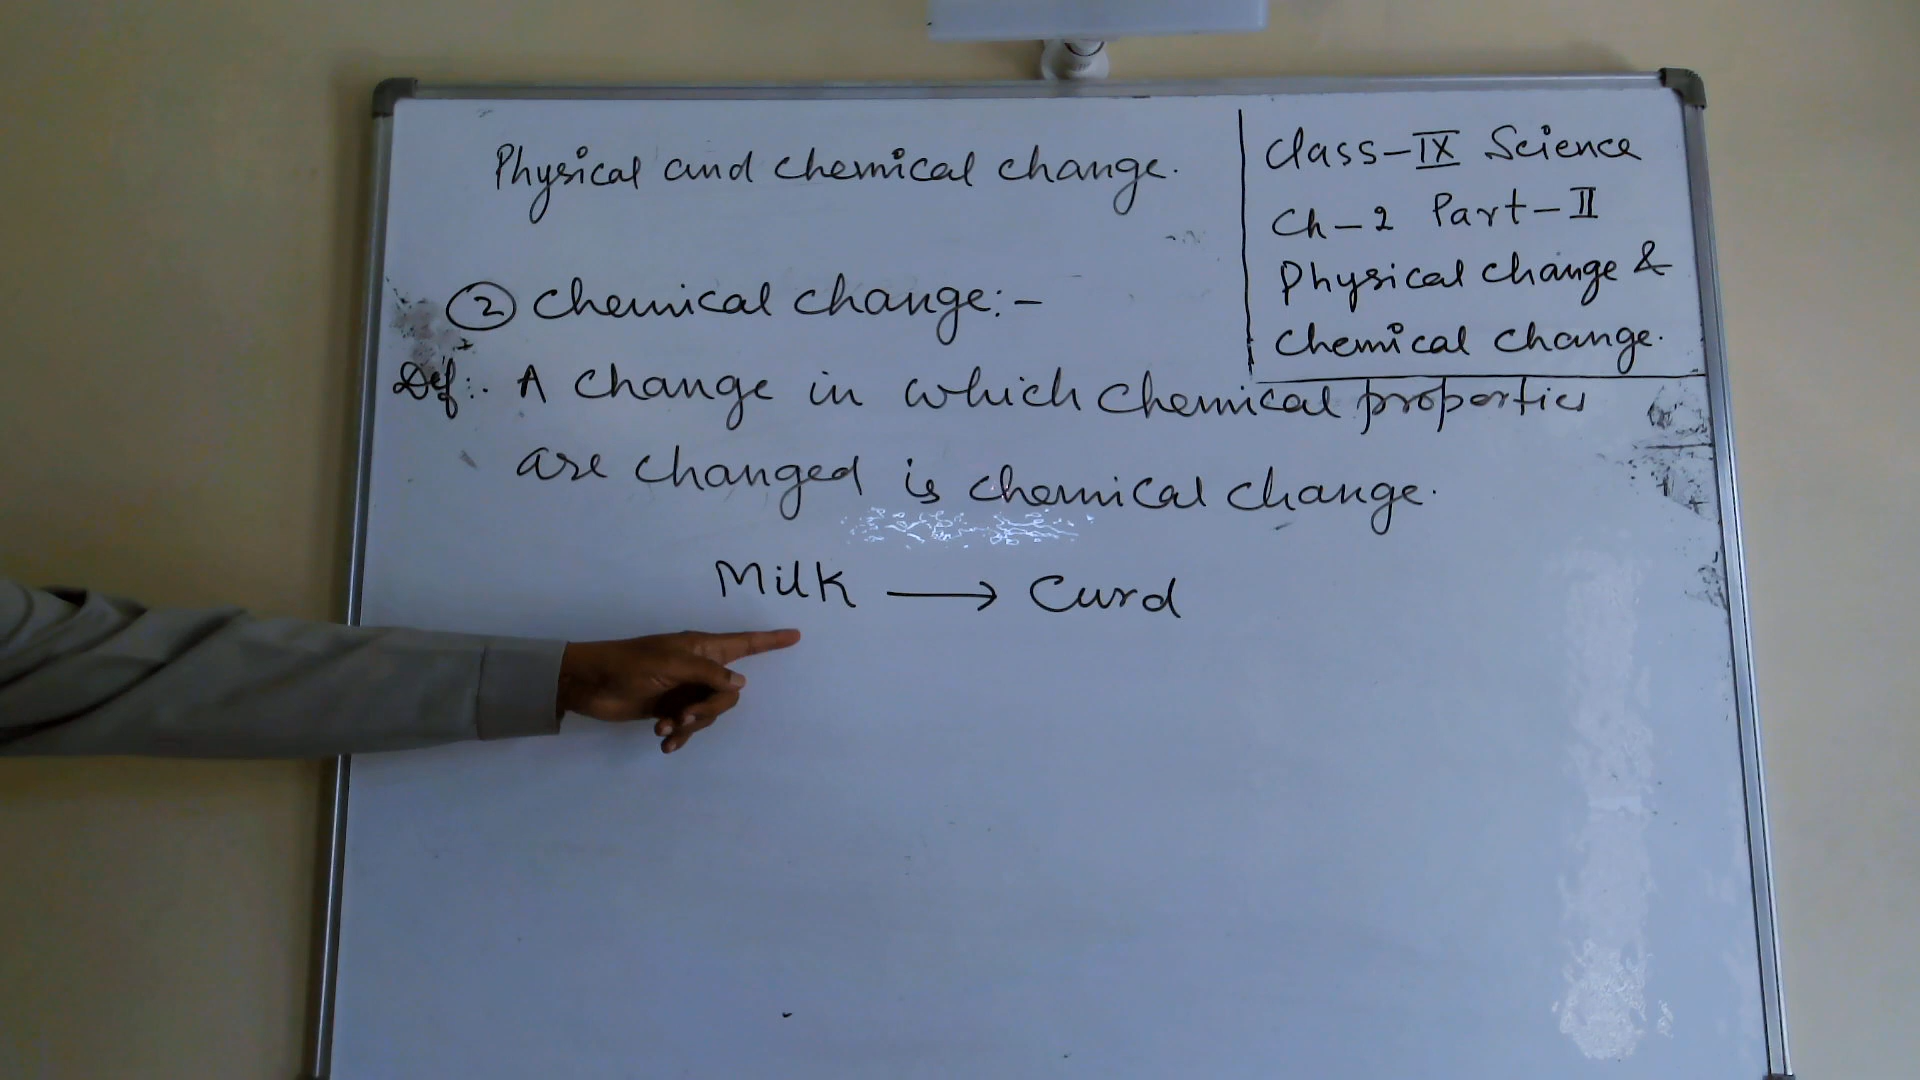 Physical and chemical change.
Class-IX Science
Ch-2 Part-II
Physical change &
Chemical change.
② Chemical change:-
Def:. A change in which chemical properties
are changed is chemical change.
Milk ⟶ Curd